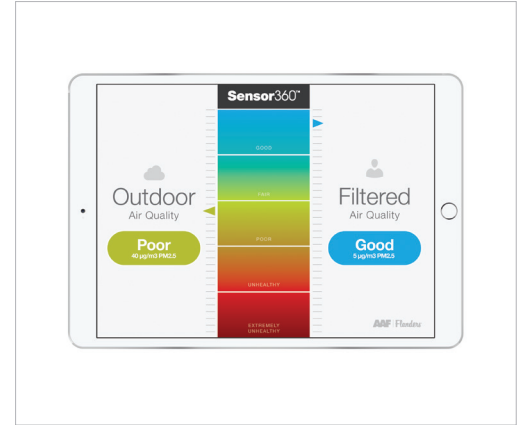 Sensor360™
GOOD
FAIR
POOR
UNHEALTHY
EXTREMELY
UNHEALTHY
Outdoor
Air Quality
Poor
40 µg/m3 PM2.5
Filtered
Air Quality
Good
5 µg/m3 PM2.5
AAF Flanders